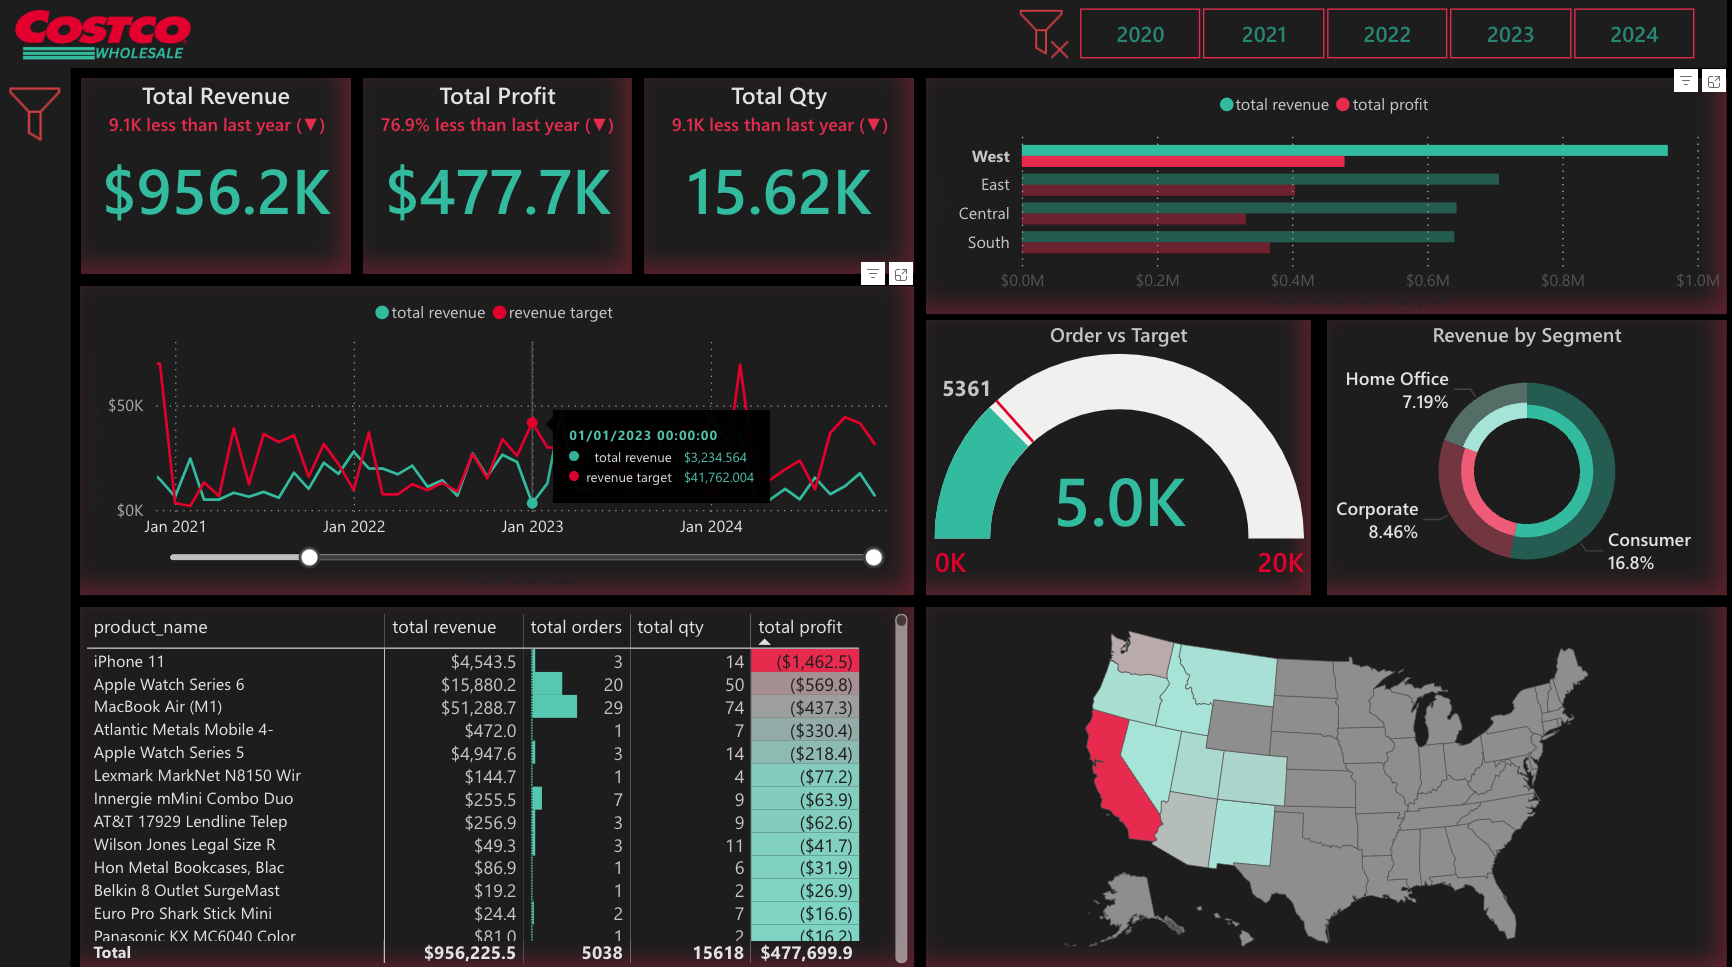 COSTCO
WHOLESALE
2020
2021
2022
2023
2024
Total Revenue
9.1K less than last year (▼)
$956.2K
Total Profit
76.9% less than last year (▼)
$477.7K
Total Qty
9.1K less than last year (▼)
15.62K
total revenue total profit
West
East
Central
South
$0.0M $0.2M $0.4M $0.6M $0.8M $1.0M
total revenue revenue target
$50K
$0K
Jan 2021 Jan 2022 Jan 2023 Jan 2024
01/01/2023 00:00:00
total revenue $3,234.564
revenue target $41,762.004
Order vs Target
5361
5.0K
0K 20K
Revenue by Segment
Home Office
7.19%
Corporate
8.46%
Consumer
16.8%
product_name total revenue total orders total qty total profit
iPhone 11 $4,543.5 3 14 ($1,462.5)
Apple Watch Series 6 $15,880.2 20 50 ($569.8)
MacBook Air (M1) $51,288.7 29 74 ($437.3)
Atlantic Metals Mobile 4- $472.0 1 7 ($330.4)
Apple Watch Series 5 $4,947.6 3 14 ($218.4)
Lexmark MarkNet N8150 Wir $144.7 1 4 ($77.2)
Innergie mMini Combo Duo $255.5 7 9 ($63.9)
AT&T 17929 Lendline Telep $256.9 3 9 ($62.6)
Wilson Jones Legal Size R $49.3 3 11 ($41.7)
Hon Metal Bookcases, Blac $86.9 1 6 ($31.9)
Belkin 8 Outlet SurgeMast $19.2 1 2 ($26.9)
Euro Pro Shark Stick Mini $24.4 2 7 ($16.6)
Panasonic KX MC6040 Color $81.0 1 2 ($16.2)
Total $956,225.5 5038 15618 $477,699.9